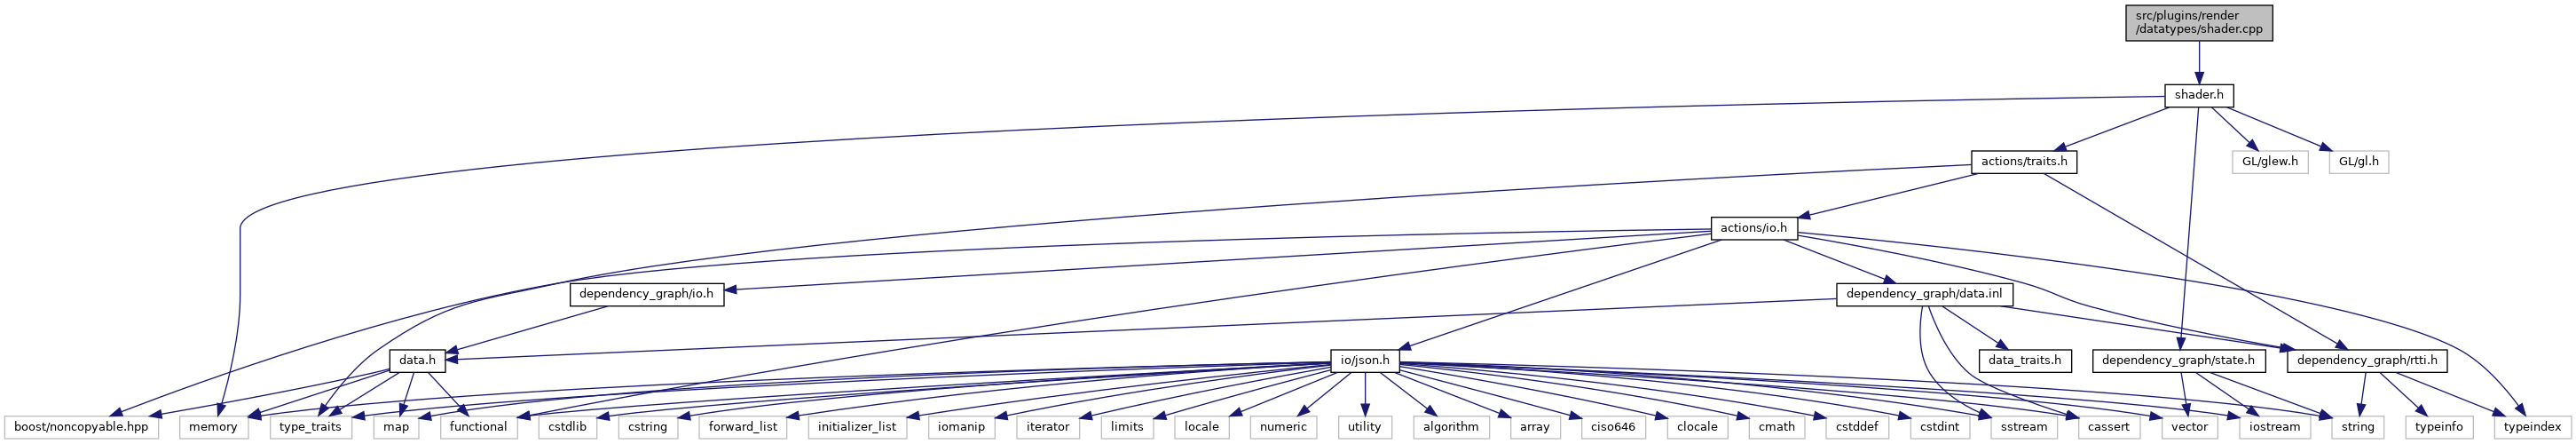 src/plugins/render
/datatypes/shader.cpp
shader.h
actions/traits.h
GL/glew.h
GL/gl.h
actions/io.h
dependency_graph/io.h
dependency_graph/data.inl
data.h
io/json.h
data_traits.h
dependency_graph/state.h
dependency_graph/rtti.h
boost/noncopyable.hpp
memory
type_traits
map
functional
cstdlib
cstring
forward_list
initializer_list
iomanip
iterator
limits
locale
numeric
utility
algorithm
array
ciso646
clocale
cmath
cstddef
cstdint
sstream
cassert
vector
iostream
string
typeinfo
typeindex